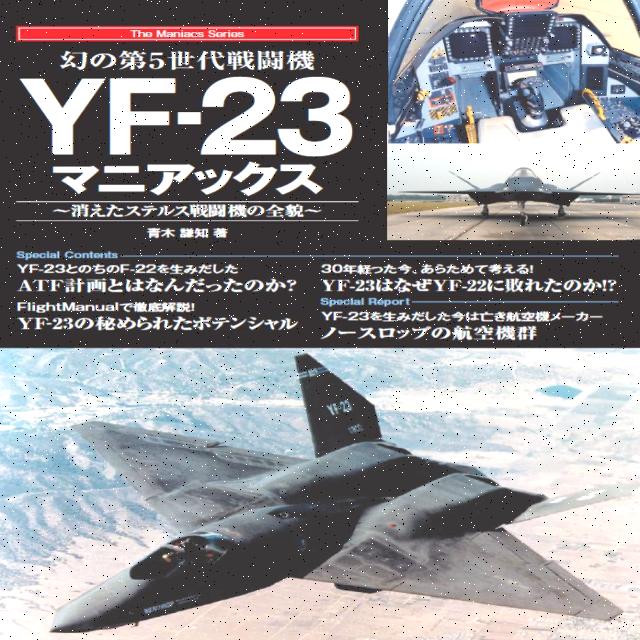 The Maniacs Series
幻の第5世代戦闘機
YF-23
マニアックス
～消えたステルス戦闘機の全貌～
青木 謙知 著
Special Contents
YF-23とのちのF-22を生みだした
ATF計画とはなんだったのか?
FlightManualで徹底解説!
YF-23の秘められたポテンシャル
30年経った今、あらためて考える!
YF-23はなぜYF-22に敗れたのか!?
Special Report
YF-23を生みだした今は亡き航空機メーカー
ノースロップの航空機群
YF-23